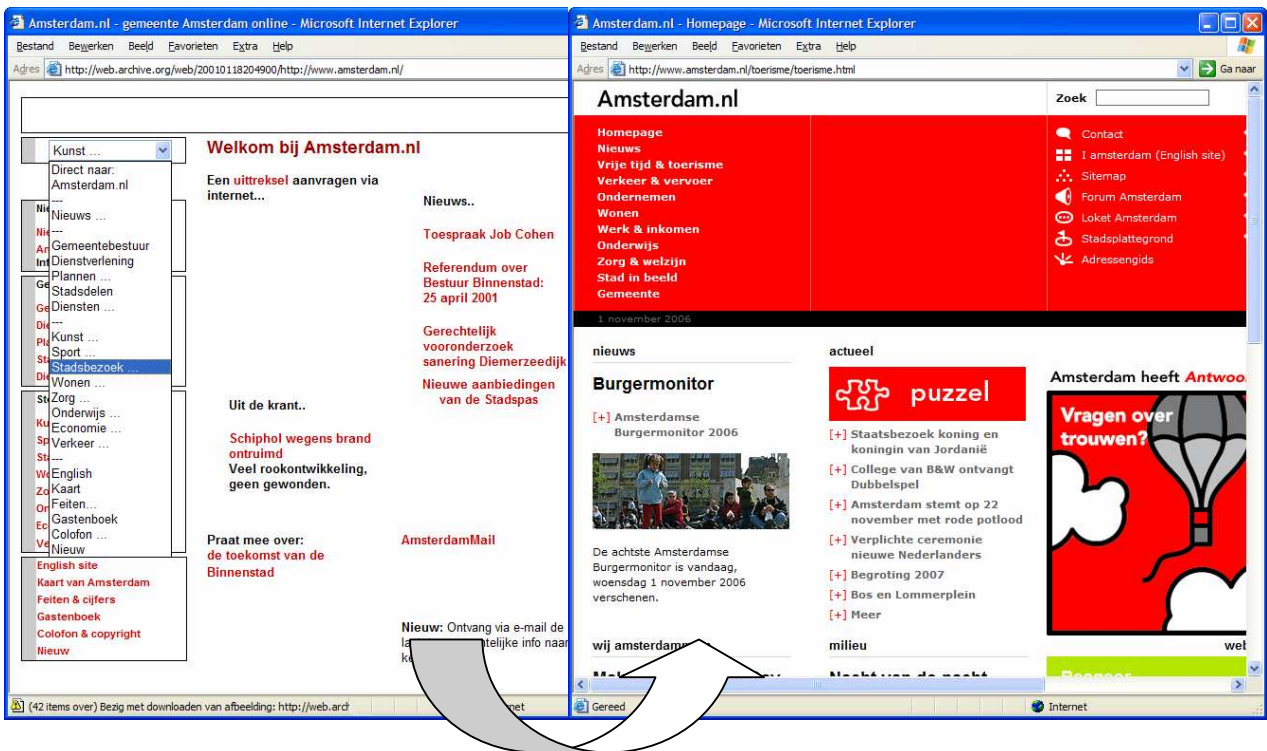 Amsterdam.nl - gemeente Amsterdam online - Microsoft Internet Explorer
Bestand Bewerken Beeld Favorieten Extra Help
Adres http://web.archive.org/web/20010118204900/http://www.amsterdam.nl/
Kunst ...
Direct naar:
Amsterdam.nl
---
Nieuws ...
---
Gemeentebestuur
Dienstverlening
Plannen ...
Stadsdelen
Diensten ...
---
Kunst ...
Sport ...
Stadsbezoek ...
Wonen ...
Zorg ...
Onderwijs ...
Economie ...
Verkeer ...
---
English
Kaart
Feiten...
Gastenboek
Colofon ...
Nieuw
English site
Kaart van Amsterdam
Feiten & cijfers
Gastenboek
Colofon & copyright
Nieuw
Welkom bij Amsterdam.nl
Een uittreksel aanvragen via
internet...
Nieuws..
Toespraak Job Cohen
Referendum over
Bestuur Binnenstad:
25 april 2001
Gerechtelijk
vooronderzoek
sanering Diemerzeedijk
Nieuwe aanbiedingen
van de Stadspas
Uit de krant..
Schiphol wegens brand
ontruimd
Veel rookontwikkeling,
geen gewonden.
Praat mee over:
de toekomst van de
Binnenstad
AmsterdamMail
Nieuw: Ontvang via e-mail de
telijke info naar
(42 items over) Bezig met downloaden van afbeelding: http://web.arch
Amsterdam.nl - Homepage - Microsoft Internet Explorer
Bestand Bewerken Beeld Favorieten Extra Help
Adres http://www.amsterdam.nl/toerisme/toerisme.html Ga naar
Amsterdam.nl
Zoek
Homepage
Nieuws
Vrije tijd & toerisme
Verkeer & vervoer
Ondernemen
Wonen
Werk & inkomen
Onderwijs
Zorg & welzijn
Stad in beeld
Gemeente
Contact
I amsterdam (English site)
Sitemap
Forum Amsterdam
Loket Amsterdam
Stadsplattegrond
Adressengids
1 november 2006
nieuws
Burgermonitor
[+] Amsterdamse
Burgermonitor 2006
De achtste Amsterdamse
Burgermonitor is vandaag,
woensdag 1 november 2006
verschenen.
wij amsterdamm
actueel
puzzel
[+] Staatsbezoek koning en
koningin van Jordanië
[+] College van B&W ontvangt
Dubbelspel
[+] Amsterdam stemt op 22
november met rode potlood
[+] Verplichte ceremonie
nieuwe Nederlanders
[+] Begroting 2007
[+] Bos en Lommerplein
[+] Meer
milieu
Nacht van de nacht
Amsterdam heeft Antwoo
Vragen over
trouwen?
web
Reageer
Gereed
Internet